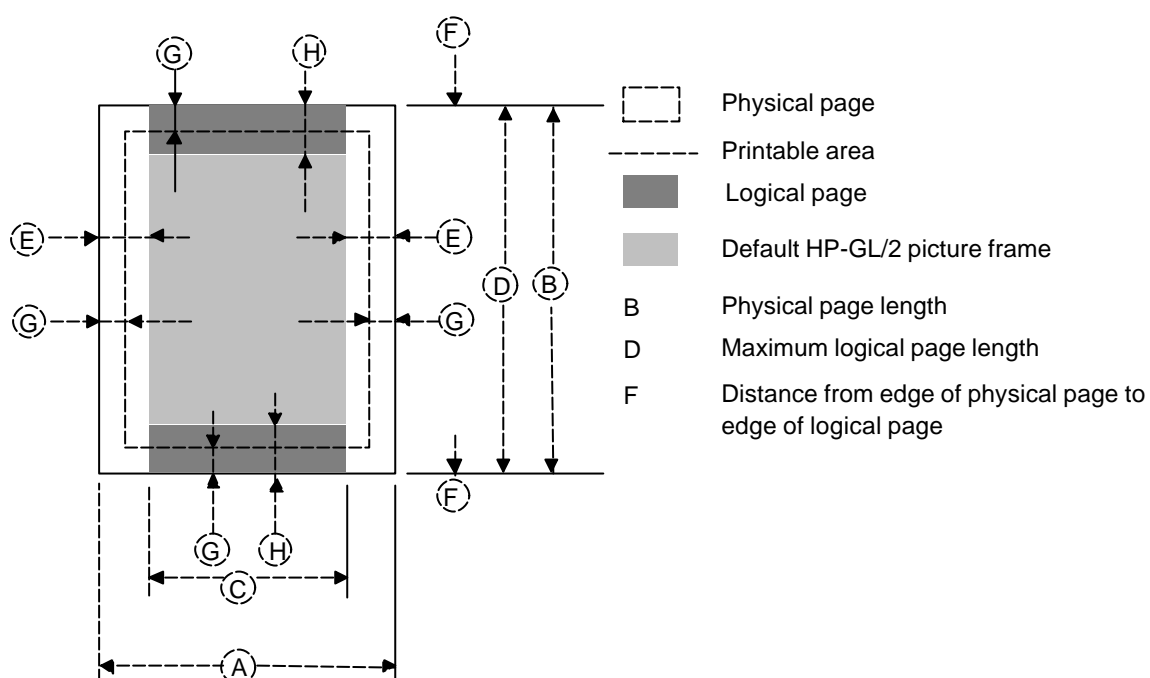 F
G
H
Physical page
Printable area
Logical page
E
E
Default HP-GL/2 picture frame
D
B
B Physical page length
G
G
D Maximum logical page length
F Distance from edge of physical page to
edge of logical page
F
G
H
C
A